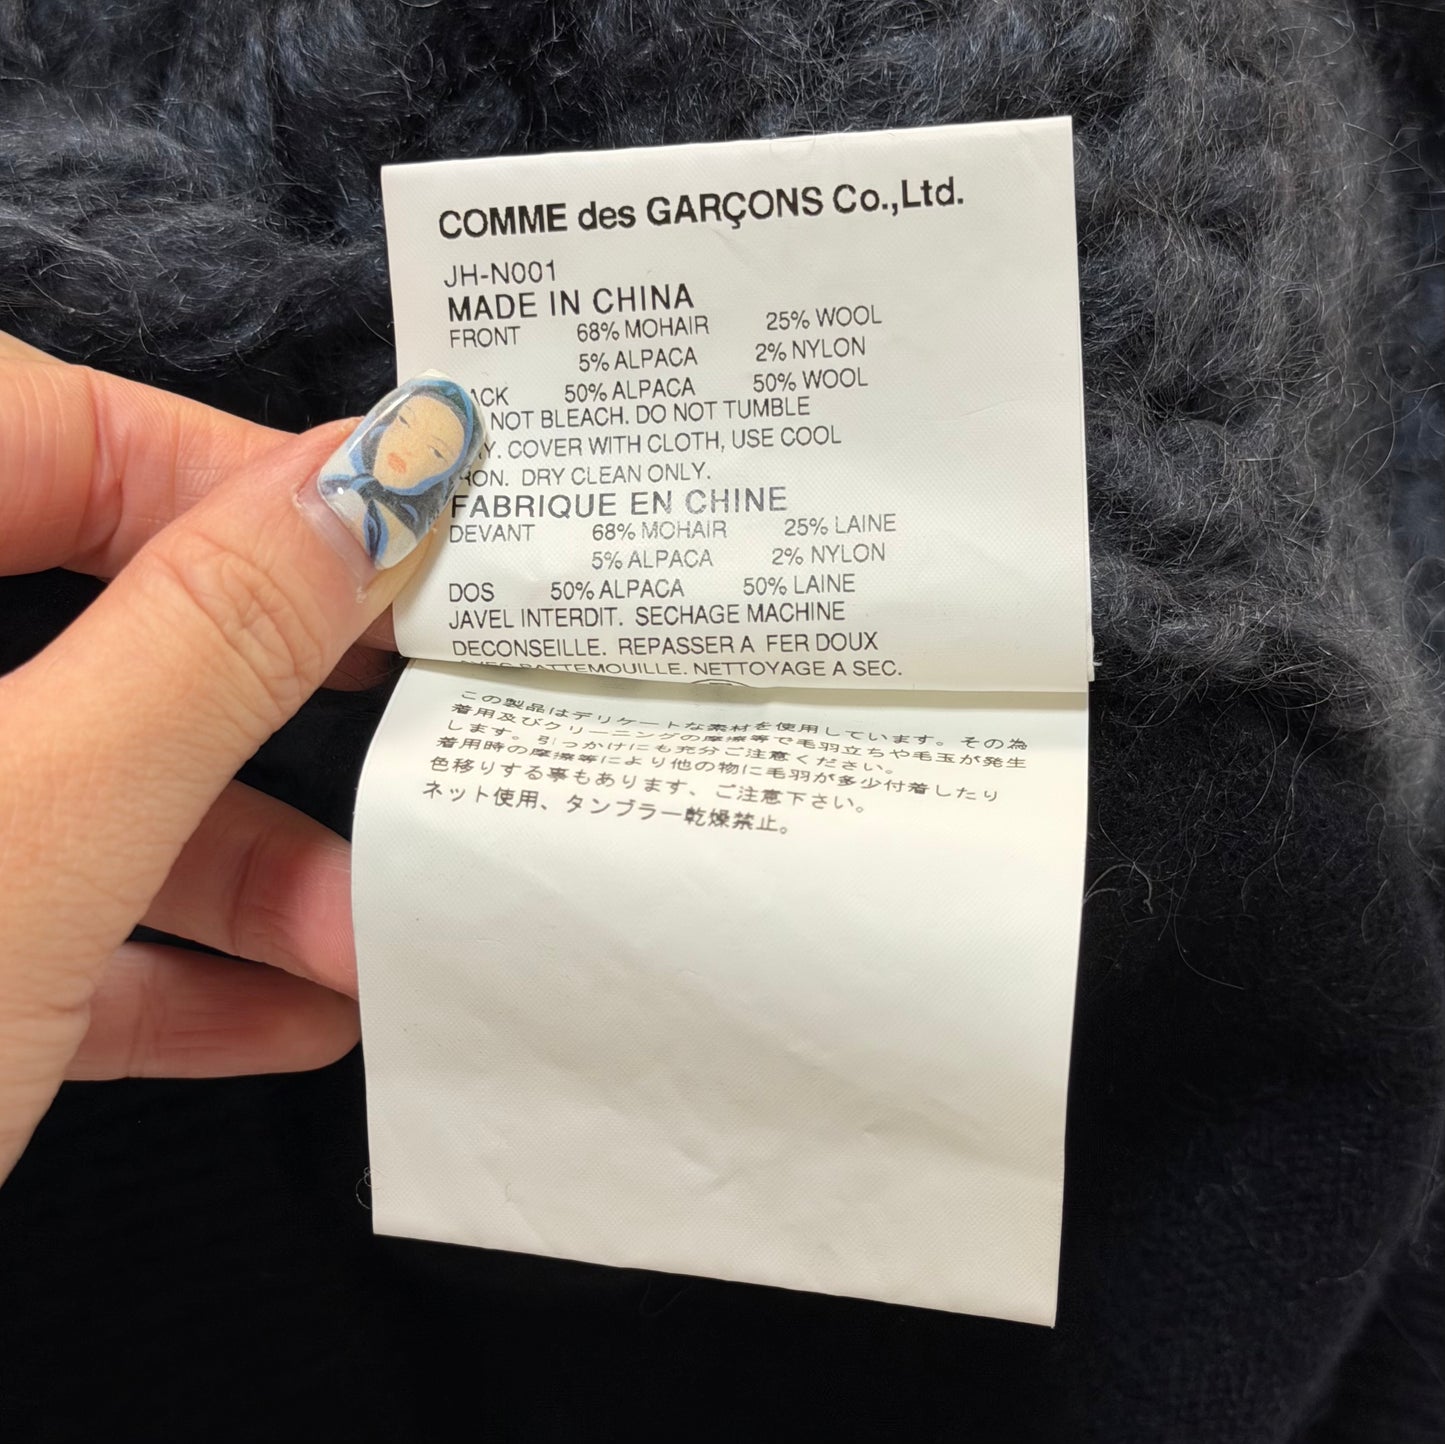 COMME des GARÇONS Co.,Ltd.
JH-N001
MADE IN CHINA
FRONT 68% MOHAIR 25% WOOL
5% ALPACA 2% NYLON
ACK 50% ALPACA 50% WOOL
NOT BLEACH. DO NOT TUMBLE
Y. COVER WITH CLOTH, USE COOL
RON. DRY CLEAN ONLY.
FABRIQUE EN CHINE
DEVANT 68% MOHAIR 25% LAINE
5% ALPACA 2% NYLON
DOS 50% ALPACA 50% LAINE
JAVEL INTERDIT. SECHAGE MACHINE
DECONSEILLE. REPASSER A FER DOUX
AVEC PATTEMOUILLE. NETTOYAGE A SEC.
この製品はデリケートな素材を使用しています。その為
着用及びクリーニングの摩擦等で毛羽立ちや毛玉が発生
します。引っかけにも充分ご注意ください。
着用時の摩擦等により他の物に毛羽が多少付着したり
色移りする事もあります、ご注意下さい。
ネット使用、タンブラー乾燥禁止。